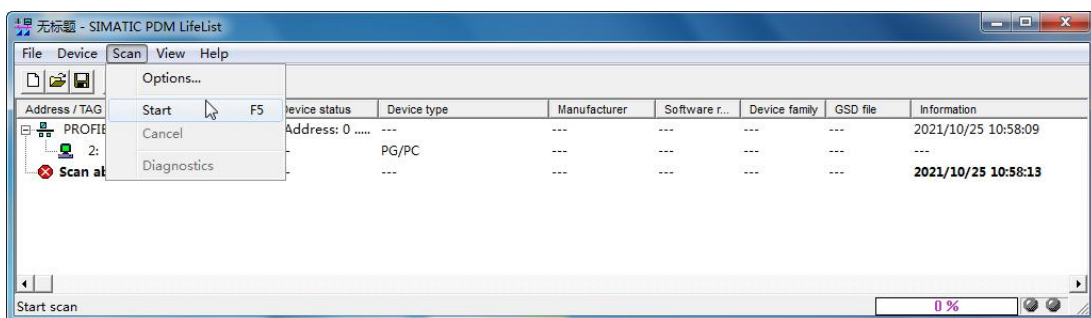 无标题 - SIMATIC PDM LifeList
File Device Scan View Help
Options...
Start F5
Cancel
Diagnostics
Address / TAG Device status Device type Manufacturer Software r... Device family GSD file Information
PROFIE Address: 0 ..... --- --- --- --- --- 2021/10/25 10:58:09
2: PG/PC --- --- --- --- ---
Scan ab - --- --- --- --- --- 2021/10/25 10:58:13
Start scan 0 %